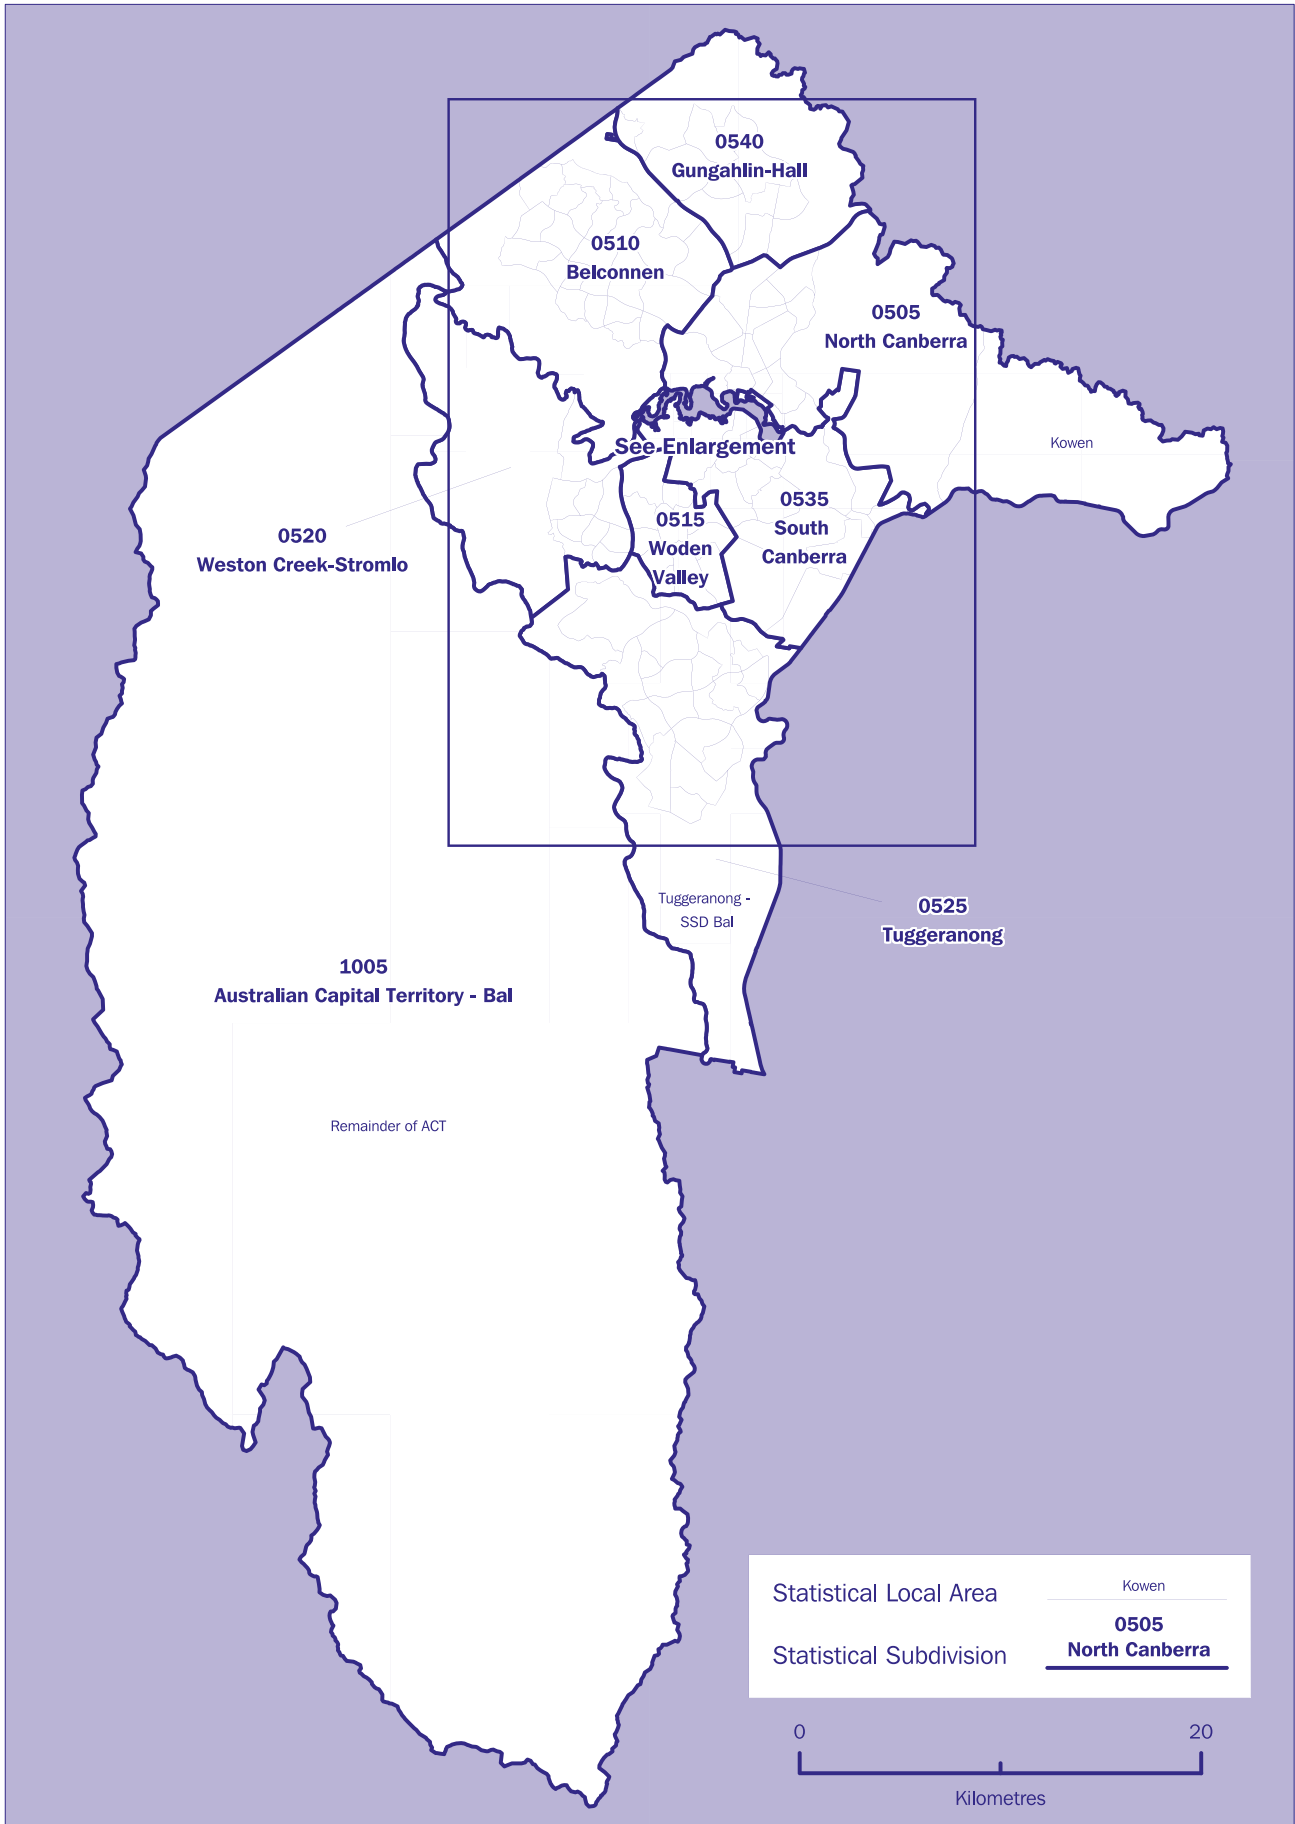 0540
Gungahlin-Hall
0510
Belconnen
0505
North Canberra
See Enlargement
Kowen
0520
Weston Creek-Stromlo
0515
Woden
Valley
0535
South
Canberra
Tuggeranong -
SSD Bal
0525
Tuggeranong
1005
Australian Capital Territory - Bal
Remainder of ACT
Statistical Local Area
Kowen
Statistical Subdivision
0505
North Canberra
0 20
Kilometres